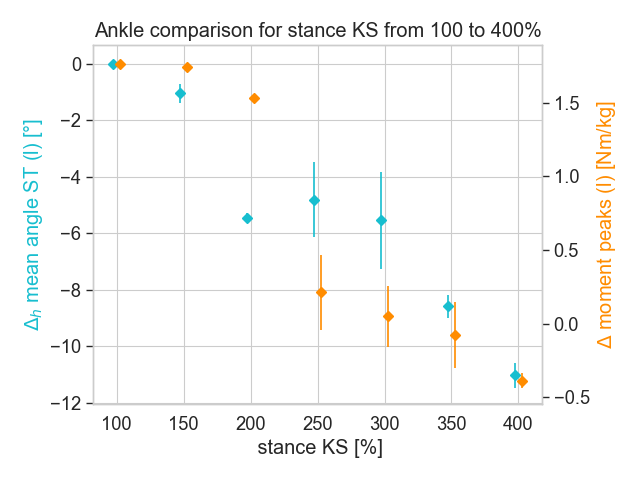 Ankle comparison for stance KS from 100 to 400%
0
−2
−4
−6
−8
−10
−12
Δₕ mean angle ST (l) [°]
1.5
1.0
0.5
0.0
−0.5
Δ moment peaks (l) [Nm/kg]
100 150 200 250 300 350 400
stance KS [%]